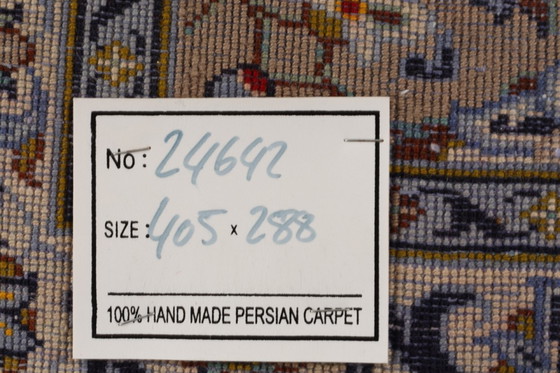 No: 24642
SIZE: 405 x 288
100% HAND MADE PERSIAN CARPET